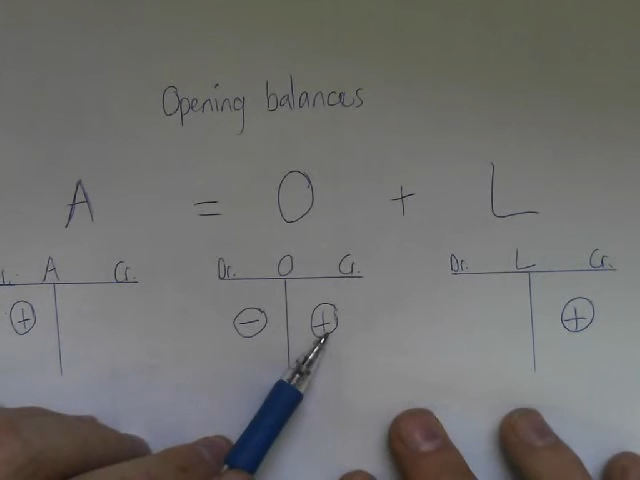 Opening balances
A = O + L
A Cr. Dr. O Cr. Dr. L Cr.
+ − + +